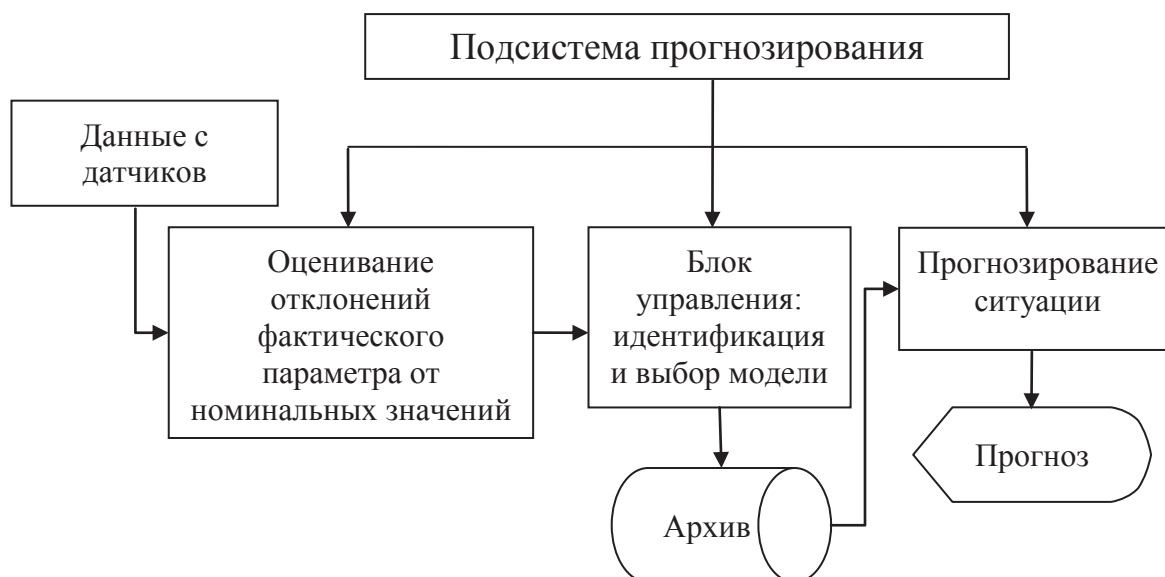 Подсистема прогнозирования
Данные с
датчиков
Оценивание
отклонений
фактического
параметра от
номинальных значений
Блок
управления:
идентификация
и выбор модели
Прогнозирование
ситуации
Прогноз
Архив